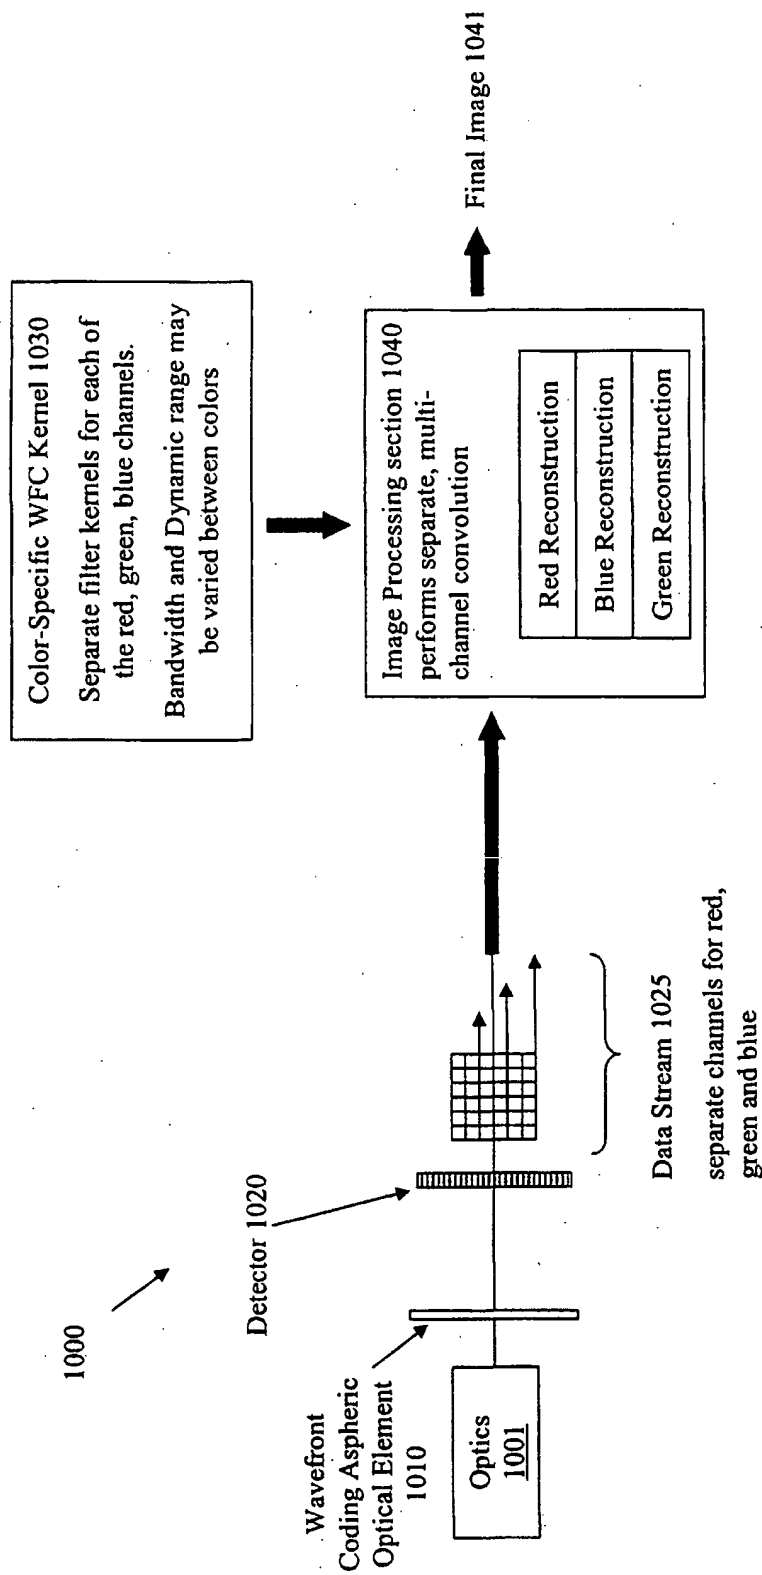 1000
Color-Specific WFC Kernel 1030
Separate filter kernels for each of
the red, green, blue channels.
Bandwidth and Dynamic range may
be varied between colors
Wavefront
Coding Aspheric
Optical Element
1010
Detector 1020
Optics
1001
Data Stream 1025
separate channels for red,
green and blue
Image Processing section 1040
performs separate, multi-
channel convolution
Red Reconstruction
Blue Reconstruction
Green Reconstruction
Final Image 1041